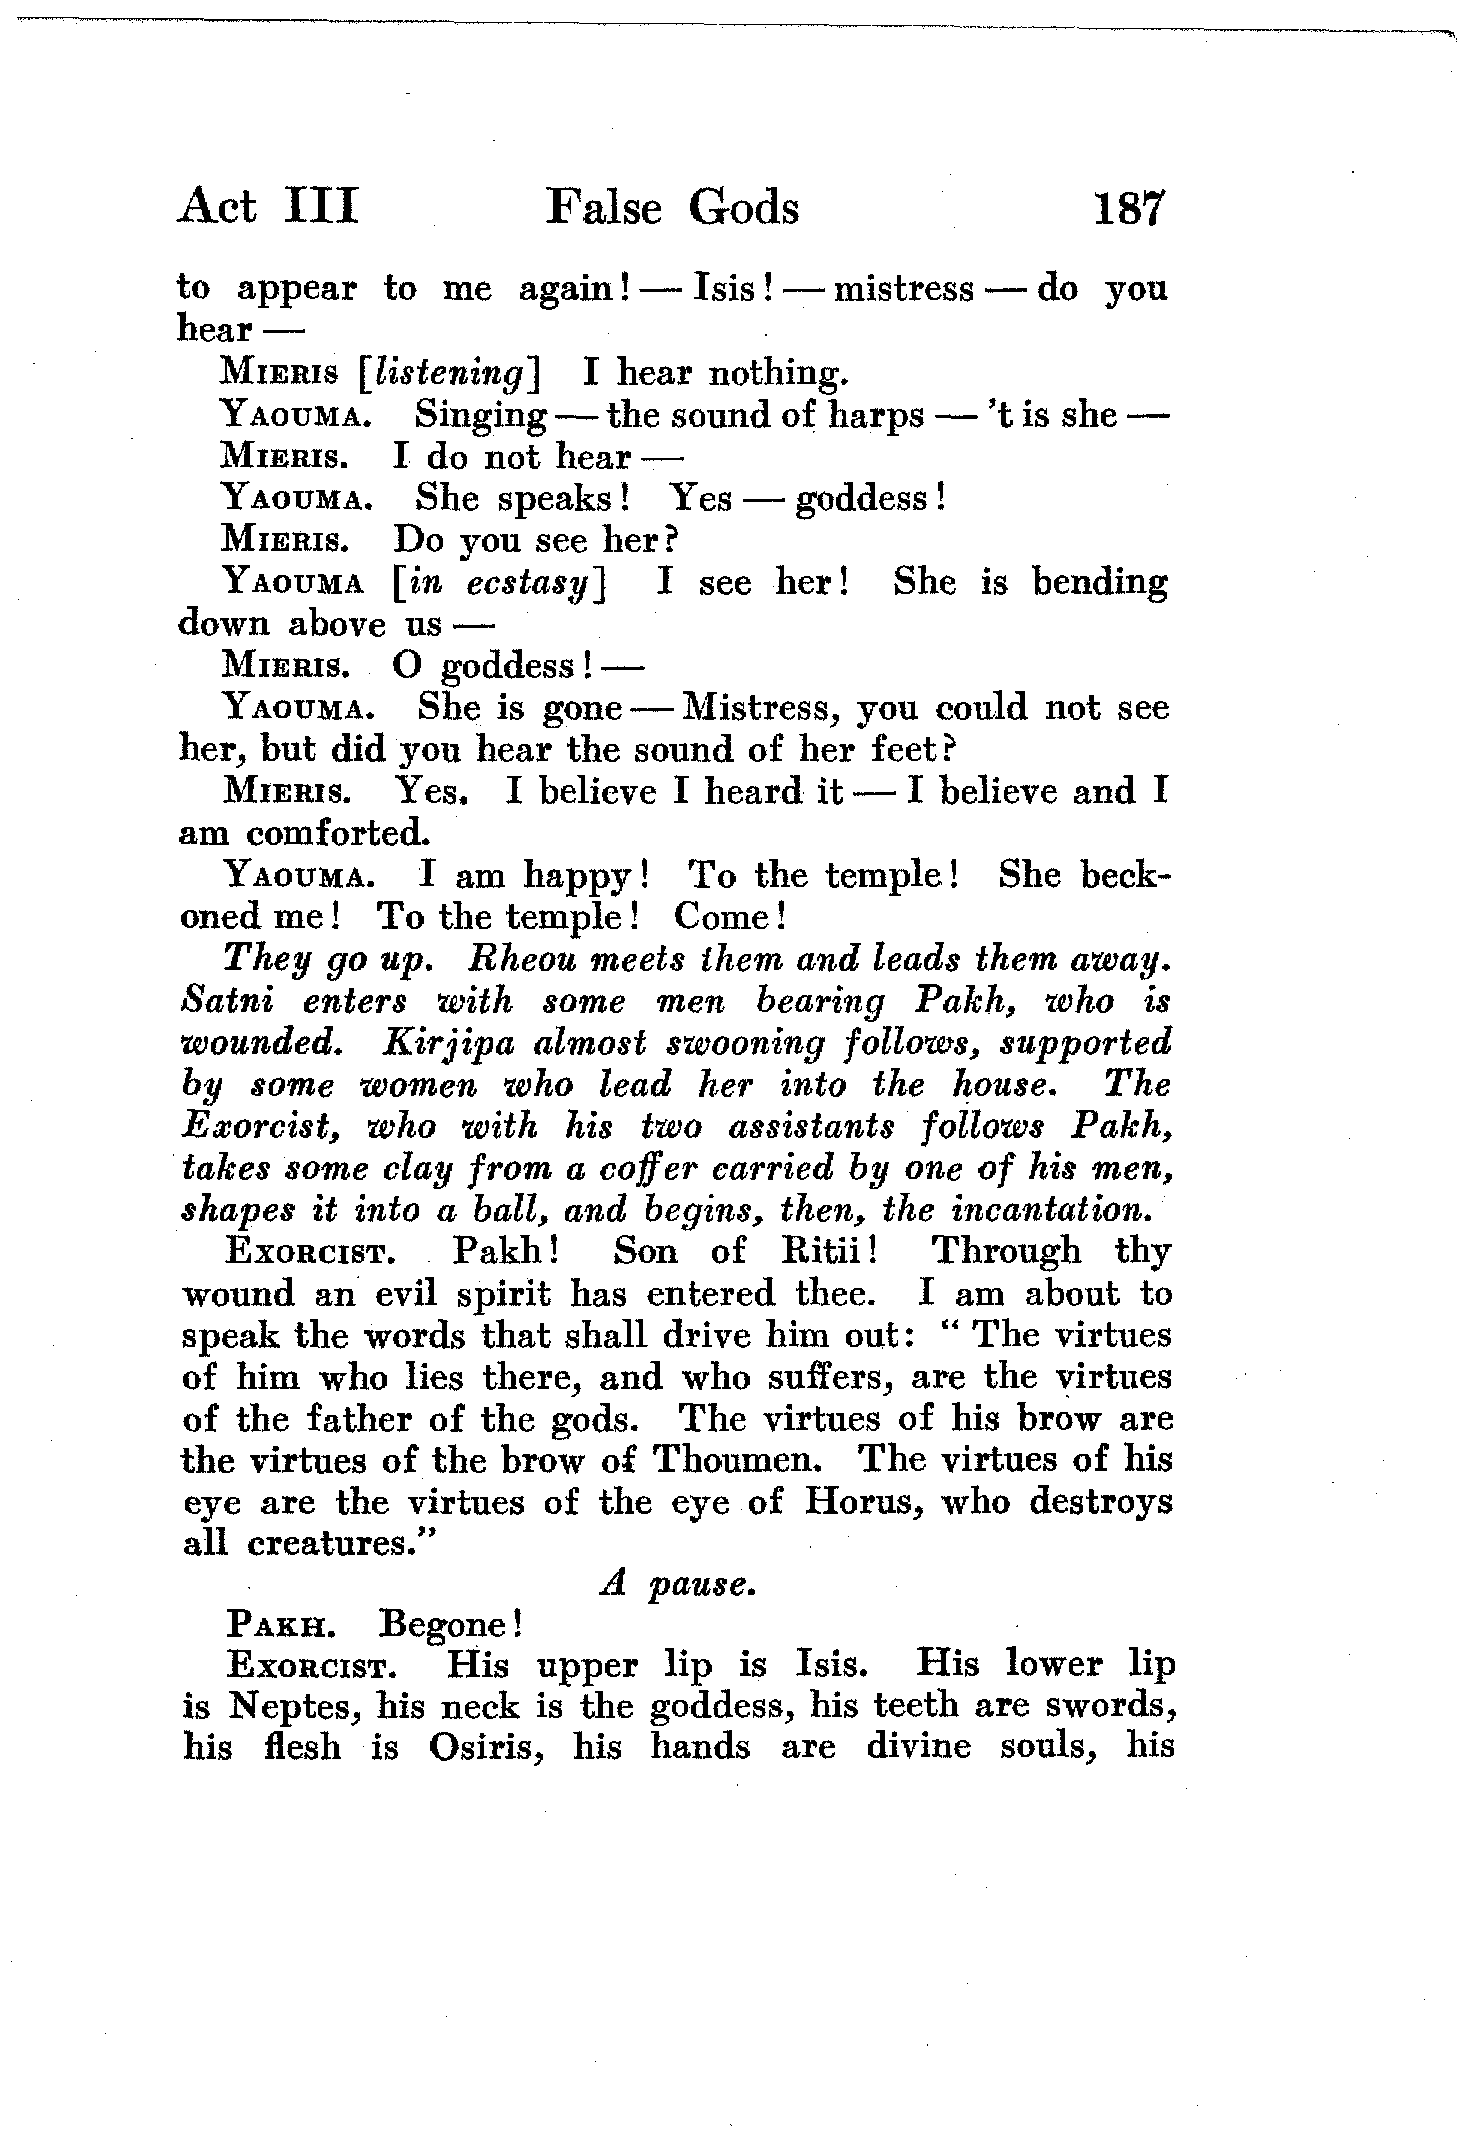 Act III False Gods 187
to appear to me again! — Isis! — mistress — do you
hear —
MIERIS [listening] I hear nothing.
YAOUMA. Singing — the sound of harps — 't is she —
MIERIS. I do not hear —
YAOUMA. She speaks! Yes — goddess!
MIERIS. Do you see her?
YAOUMA [in ecstasy] I see her! She is bending
down above us —
MIERIS. O goddess! —
YAOUMA. She is gone — Mistress, you could not see
her, but did you hear the sound of her feet?
MIERIS. Yes. I believe I heard it — I believe and I
am comforted.
YAOUMA. I am happy! To the temple! She beck-
oned me! To the temple! Come!
They go up. Rheou meets them and leads them away.
Satni enters with some men bearing Pakh, who is
wounded. Kirjipa almost swooning follows, supported
by some women who lead her into the house. The
Exorcist, who with his two assistants follows Pakh,
takes some clay from a coffer carried by one of his men,
shapes it into a ball, and begins, then, the incantation.
EXORCIST. Pakh! Son of Ritii! Through thy
wound an evil spirit has entered thee. I am about to
speak the words that shall drive him out: " The virtues
of him who lies there, and who suffers, are the virtues
of the father of the gods. The virtues of his brow are
the virtues of the brow of Thoumen. The virtues of his
eye are the virtues of the eye of Horus, who destroys
all creatures."
A pause.
PAKH. Begone!
EXORCIST. His upper lip is Isis. His lower lip
is Neptes, his neck is the goddess, his teeth are swords,
his flesh is Osiris, his hands are divine souls, his